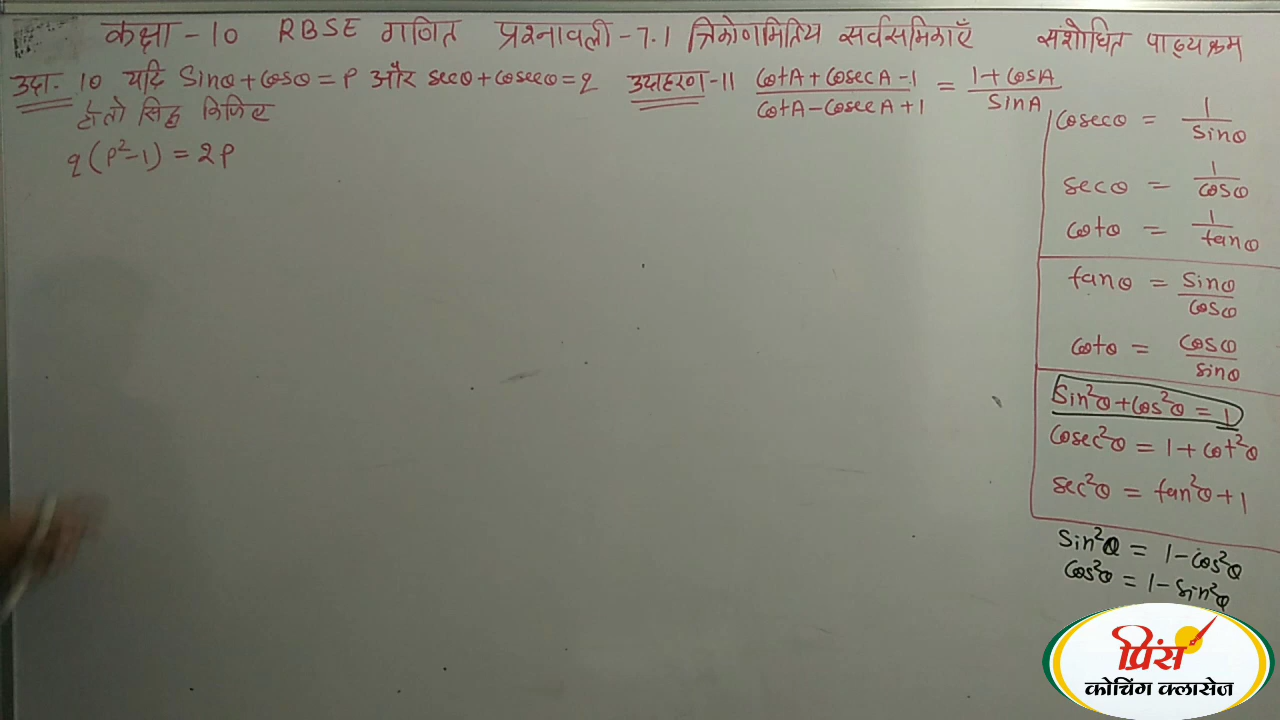 कक्षा - 10 RBSE गणित प्रश्नावली - 7.1 त्रिकोणमितिय सर्वसमिकाएँ संशोधित पाठ्यक्रम
उदा. 10 यदि Sinθ + Cosθ = P और secθ + Cosecθ = q
हो तो सिद्ध किजिए
q (P²-1) = 2P
उदाहरण - 11 CotA + CosecA - 1 / CotA - CosecA + 1 = 1 + CosA / SinA
Cosecθ = 1 / Sinθ
secθ = 1 / Cosθ
Cotθ = 1 / tanθ
tanθ = Sinθ / Cosθ
Cotθ = Cosθ / Sinθ
Sin²θ + Cos²θ = 1
Cosec²θ = 1 + Cot²θ
sec²θ = tan²θ + 1
Sin²θ = 1 - Cos²θ
Cos²θ = 1 - Sin²θ
प्रिंस
कोचिंग क्लासेज